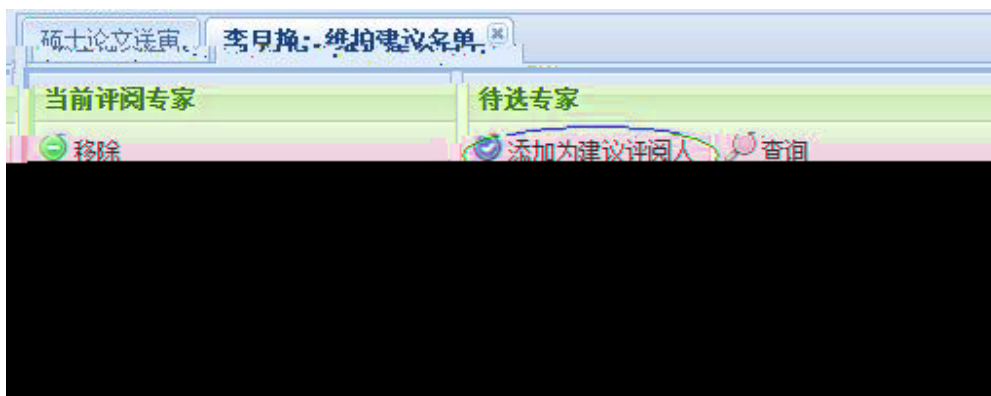 硕士论文送审
维护建议名单
当前评阅专家
待选专家
移除
添加为建议评阅人
查询